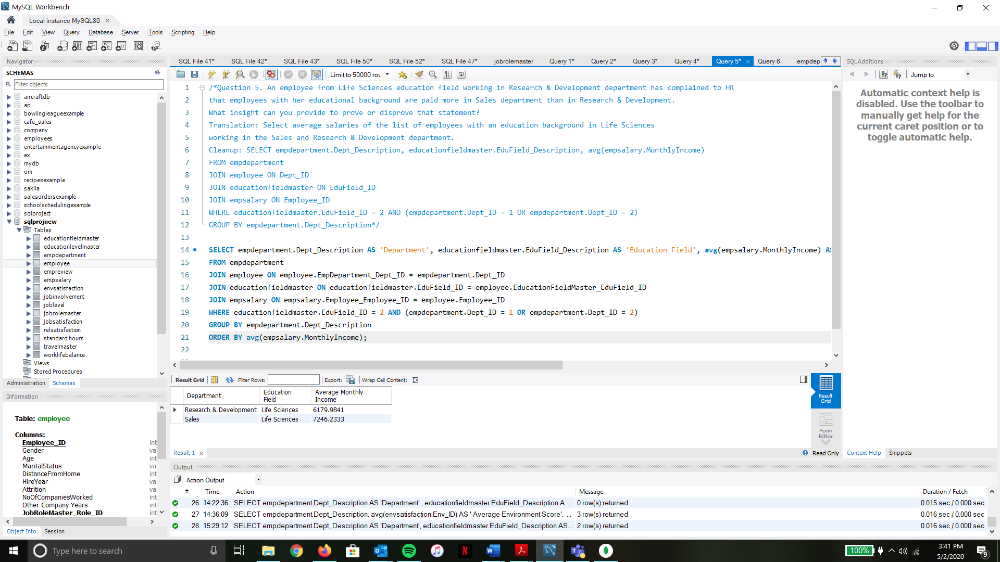 MySQL Workbench
Local instance MySQL80
File Edit View Query Database Server Tools Scripting Help
Navigator
SCHEMAS
Filter objects
aircraftdb
ap
bowlingleagueexample
cafe_sales
company
employees
entertainmentagencyexample
ex
mydb
om
recipesexample
sakila
salesordersexample
schoolschedulingexample
sqlproject
sqlprojnew
Tables
educationfieldmaster
educationlevelmaster
empdepartment
employee
empreview
empsalary
envsatisfaction
jobinvolvement
joblevel
jobrolemaster
jobsatisfaction
relsatisfaction
standard hours
travelmaster
worklifebalance
Views
Stored Procedures
Administration Schemas
Information
Table: employee
Columns:
Employee_ID int
Gender va
Age int
MaritalStatus va
DistanceFromHome int
HireYear va
Attrition va
NoOfCompaniesWorked int
Other Company Years int
JobRoleMaster_Role_ID int
Object Info Session
SQL File 41* SQL File 42* SQL File 43* SQL File 50* SQL File 52* SQL File 47* jobrolemaster Query 1* Query 2* Query 3* Query 4* Query 5* Query 6 empdep
Limit to 50000 rov
1 /*Question 5. An employee from Life Sciences education field working in Research & Development department has complained to HR
2 that employees with her educational background are paid more in Sales department than in Research & Development.
3 What insight can you provide to prove or disprove that statement?
4 Translation: Select average salaries of the list of employees with an education background in Life Sciences
5 working in the Sales and Research & Development department.
6 Cleanup: SELECT empdepartment.Dept_Description, educationfieldmaster.EduField_Description, avg(empsalary.MonthlyIncome)
7 FROM empdepartment
8 JOIN employee ON Dept_ID
9 JOIN educationfieldmaster ON EduField_ID
10 JOIN empsalary ON Employee_ID
11 WHERE educationfieldmaster.EduField_ID = 2 AND (empdepartment.Dept_ID = 1 OR empdepartment.Dept_ID = 2)
12 GROUP BY empdepartment.Dept_Description*/
13
14 SELECT empdepartment.Dept_Description AS 'Department', educationfieldmaster.EduField_Description AS 'Education Field', avg(empsalary.MonthlyIncome) AS
15 FROM empdepartment
16 JOIN employee ON employee.EmpDepartment_Dept_ID = empdepartment.Dept_ID
17 JOIN educationfieldmaster ON educationfieldmaster.EduField_ID = employee.EducationFieldMaster_EduField_ID
18 JOIN empsalary ON empsalary.Employee_Employee_ID = employee.Employee_ID
19 WHERE educationfieldmaster.EduField_ID = 2 AND (empdepartment.Dept_ID = 1 OR empdepartment.Dept_ID = 2)
20 GROUP BY empdepartment.Dept_Description
21 ORDER BY avg(empsalary.MonthlyIncome);
22
Result Grid Filter Rows: Export: Wrap Cell Content:
Department Education Field Average Monthly Income
Research & Development Life Sciences 6179.9841
Sales Life Sciences 7246.2333
Result Grid
Form Editor
Result 1 Read Only
Output
Action Output
# Time Action Message Duration / Fetch
26 14:22:36 SELECT empdepartment.Dept_Description AS 'Department' , educationfieldmaster.EduField_Description A... 0 row(s) returned 0.015 sec / 0.000 sec
27 14:36:09 SELECT empdepartment.Dept_Description, avg(envsatisfaction.Env_ID) AS ' Average Environment Score', ... 3 row(s) returned 0.016 sec / 0.000 sec
28 15:29:12 SELECT empdepartment.Dept_Description AS 'Department', educationfieldmaster.EduField_Description AS... 2 row(s) returned 0.016 sec / 0.000 sec
SQLAdditions
Jump to
Automatic context help is
disabled. Use the toolbar to
manually get help for the
current caret position or to
toggle automatic help.
Context Help Snippets
Type here to search
100%
3:41 PM
5/2/2020
9